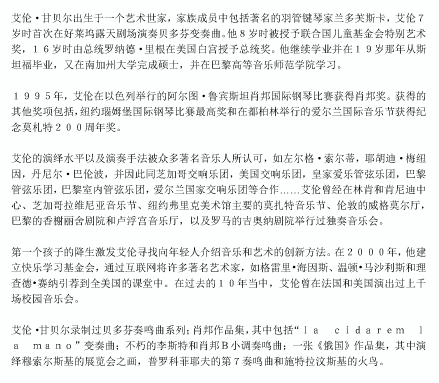 艾伦·甘贝尔出生于一个艺术世家，家族成员中包括著名的羽管键琴家兰多芙斯卡，艾伦７
岁时首次在好莱坞露天剧场演奏贝多芬变奏曲。他８岁时被授予联合国儿童基金会特别艺术
奖，１６岁时由总统罗纳德·里根在美国白宫授予总统奖。他继续学业并在１９岁那年从斯
坦福毕业，又在南加州大学完成硕士，并在巴黎高等音乐师范学院学习。
１９９５年，艾伦在以色列举行的阿尔图·鲁宾斯坦肖邦国际钢琴比赛获得肖邦奖。获得的
其他奖项包括，纽约瑞姆堡国际钢琴比赛最高奖和在都柏林举行的爱尔兰国际音乐节获得纪
念莫札特２００周年奖。
艾伦的演绎水平以及演奏手法被众多著名音乐人所认可，如左尔格·索尔蒂，耶胡迪·梅纽
因，丹尼尔·巴伦波，并因此同芝加哥交响乐团，美国交响乐团，皇家爱乐管弦乐团，巴黎
管弦乐团，巴黎室内管弦乐团，爱尔兰国家交响乐团等合作……艾伦曾经在林肯和肯尼迪中
心、芝加哥拉维尼亚音乐节、纽约弗里克美术馆主要的莫扎特音乐节、伦敦的威格莫尔厅，
巴黎的香榭丽舍剧院和卢浮宫音乐厅，以及罗马的吉奥纳剧院举行过独奏音乐会。
第一个孩子的降生激发艾伦寻找向年轻人介绍音乐和艺术的创新方法。在２０００年，他建
立快乐学习基金会，通过互联网将许多著名艺术家，如格雷里·海因斯、温顿·马沙利斯和理
查德·赛纳引荐到全美国的课堂中。在过去的１０年当中，艾伦曾在法国和美国演出过上千
场校园音乐会。
艾伦·甘贝尔录制过贝多芬奏鸣曲系列；肖邦作品集，其中包括“ｌａ ｃｉｄａｒｅｍ ｌ
ａ ｍａｎｏ”变奏曲；不朽的李斯特和肖邦Ｂ小调奏鸣曲；一张《俄国》作品集，其中演
绎穆索尔斯基的展览会之画，普罗科菲耶夫的第７奏鸣曲和施特拉汶斯基的火鸟。